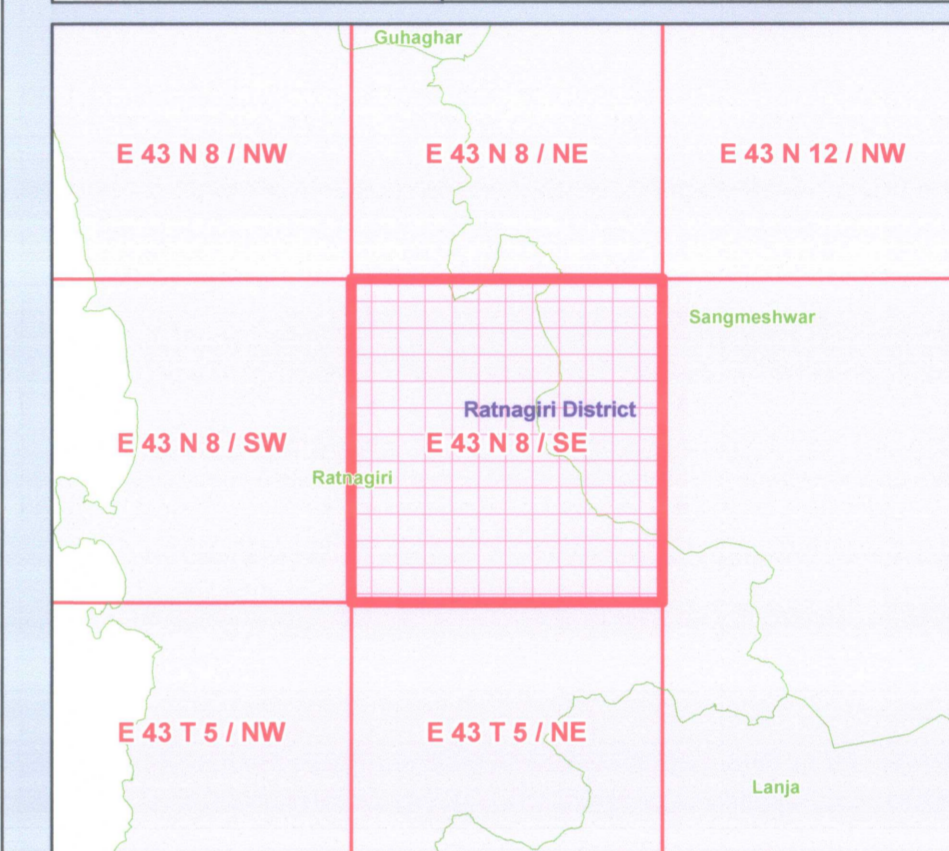 Guhaghar
E 43 N 8 / NW
E 43 N 8 / NE
E 43 N 12 / NW
Sangmeshwar
Ratnagiri District
E 43 N 8 / SW
E 43 N 8 / SE
Ratnagiri
E 43 T 5 / NW
E 43 T 5 / NE
Lanja